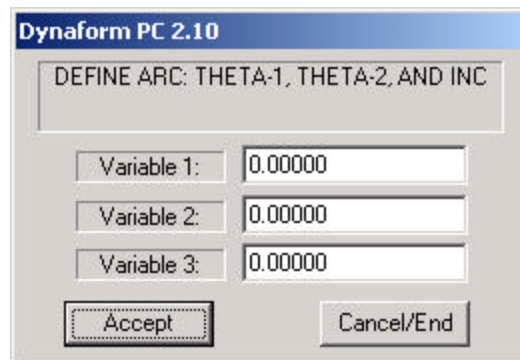 Dynaform PC 2.10
DEFINE ARC: THETA-1, THETA-2, AND INC
Variable 1: 0.00000
Variable 2: 0.00000
Variable 3: 0.00000
Accept Cancel/End